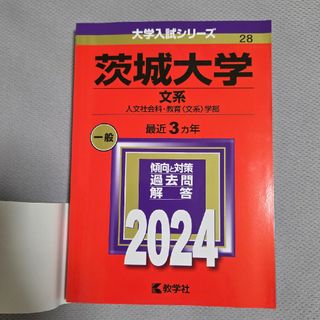 大学入試シリーズ
28
茨城大学
文系
人文社会科・教育〈文系〉学部
一般
最近3カ年
傾向と対策
過去問
解答
2024
教学社